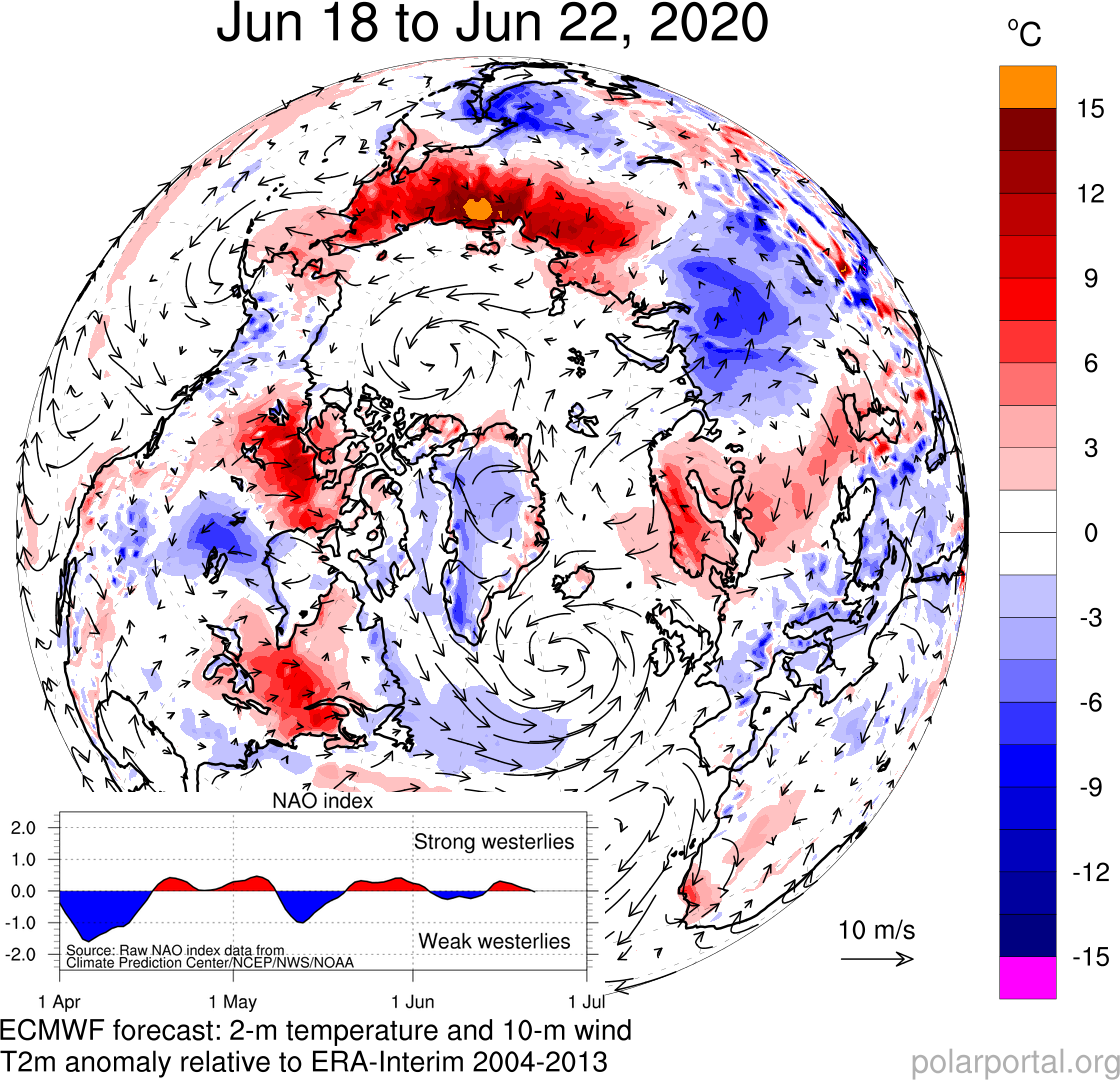 Jun 18 to Jun 22, 2020
°C
15
12
9
6
3
0
-3
-6
-9
-12
-15
10 m/s
NAO index
2.0
1.0
0.0
-1.0
-2.0
Strong westerlies
Weak westerlies
Source: Raw NAO index data from
Climate Prediction Center/NCEP/NWS/NOAA
1 Apr 1 May 1 Jun 1 Jul
ECMWF forecast: 2-m temperature and 10-m wind
T2m anomaly relative to ERA-Interim 2004-2013
polarportal.org